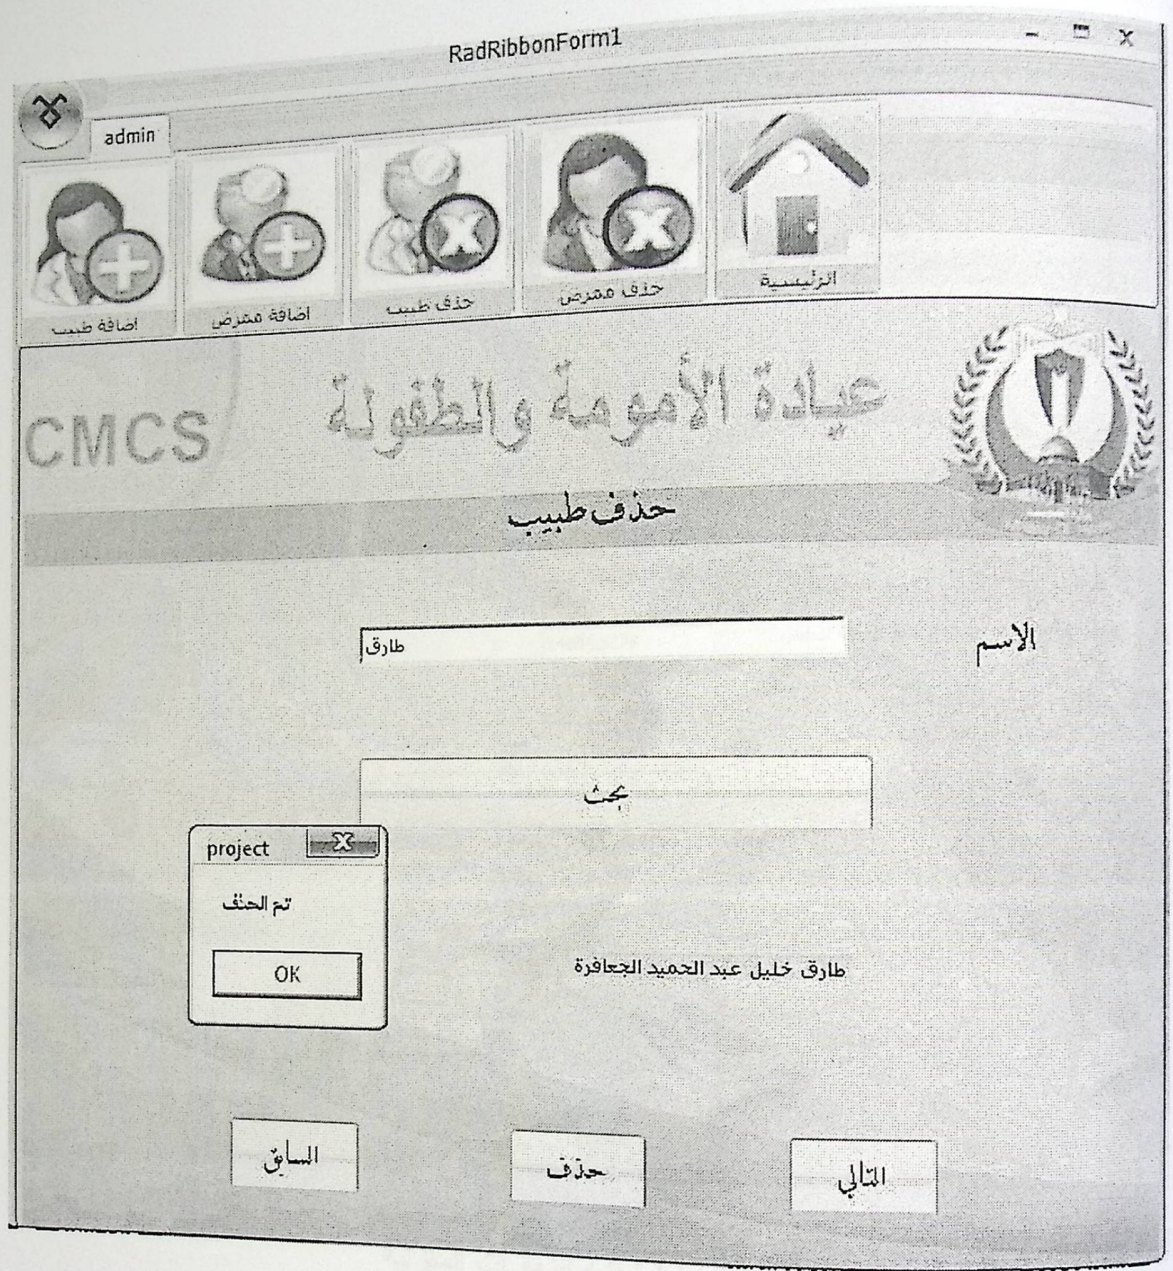 RadRibbonForm1
admin
اضافة طبيب
اضافة ممرض
حذف طبيب
حذف ممرض
الرئيسية
CMCS
عيادة الأمومة والطفولة
حذف طبيب
الاسم
طارق
بحث
project
تم الحذف
OK
طارق خليل عبد الحميد الجعافرة
السابق
حذف
التالي